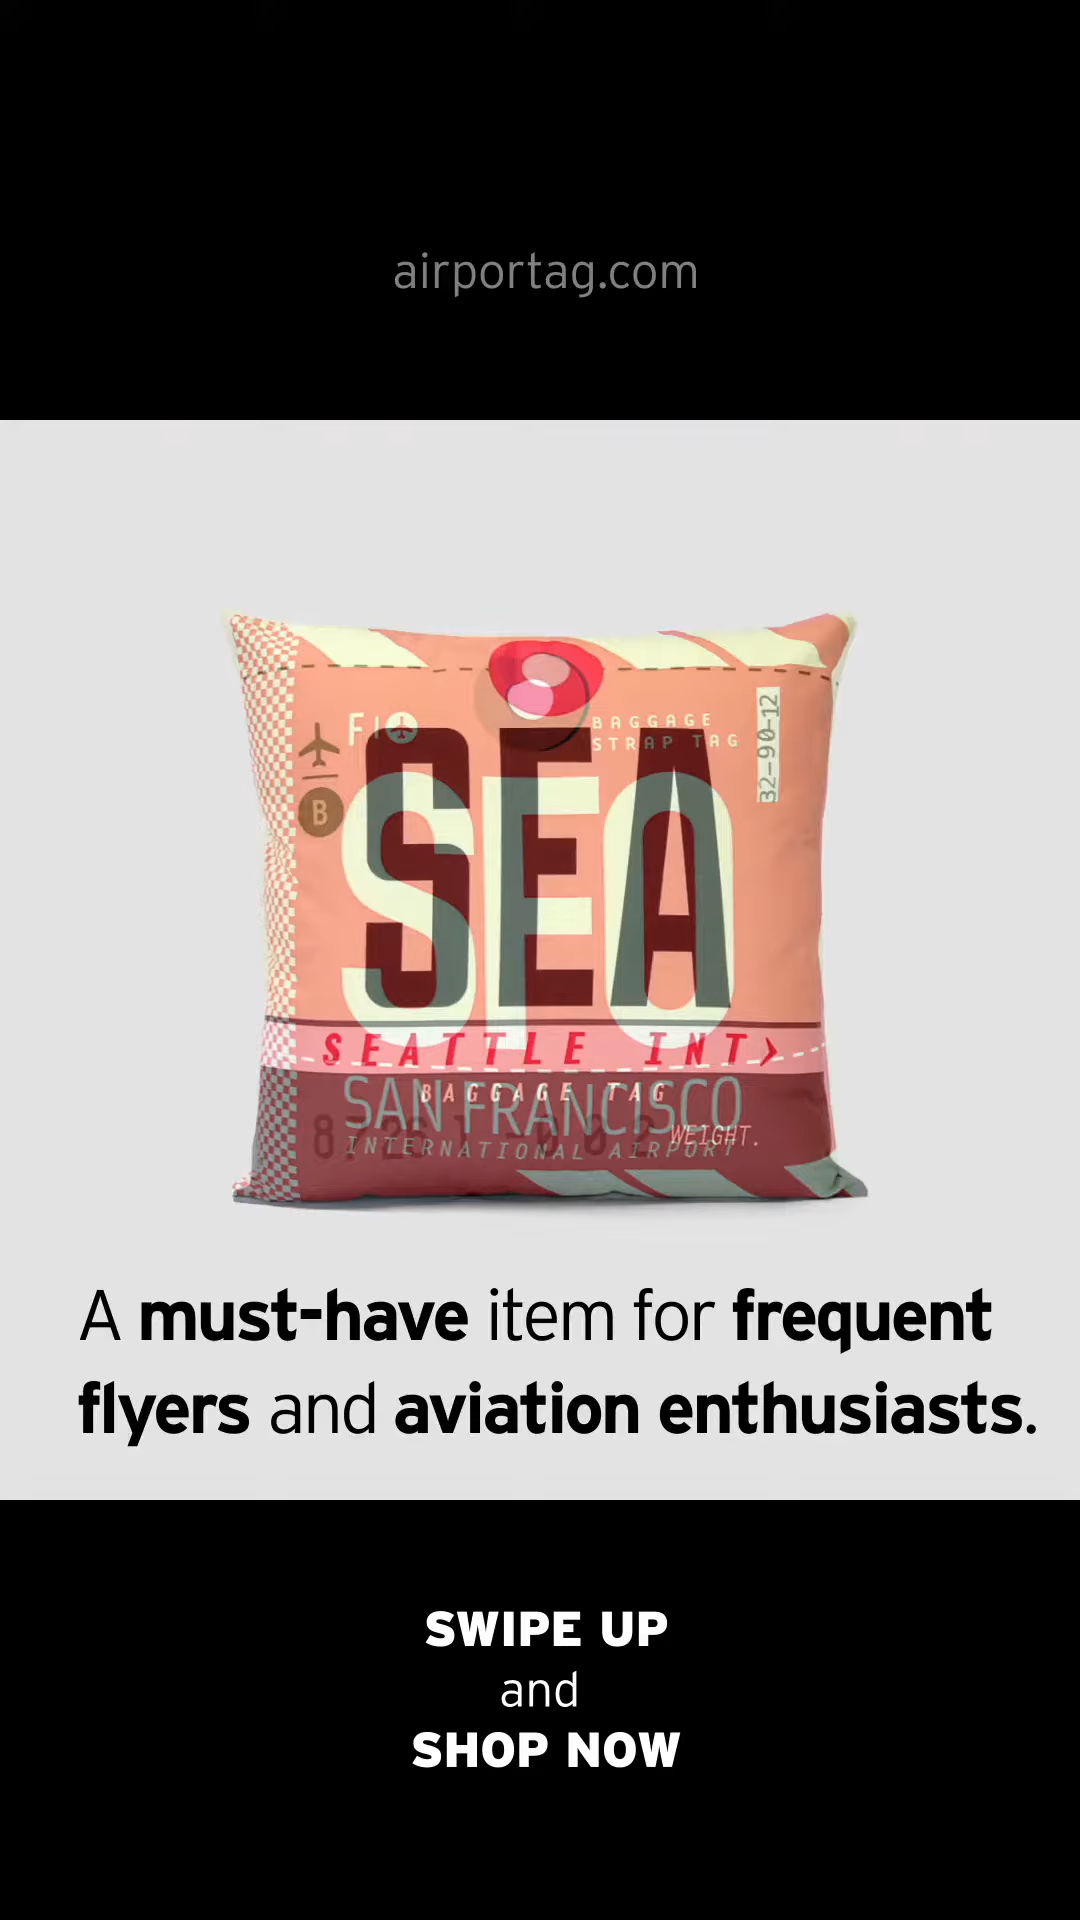 airportag.com
BAGGAGE
STRAP TAG
32-90-12
B
SEA
SFO
SEATTLE INT>
BAGGAGE TAG
SAN FRANCISCO
WEIGHT.
INTERNATIONAL AIRPORT
A must-have item for frequent
flyers and aviation enthusiasts.
SWIPE UP
and
SHOP NOW